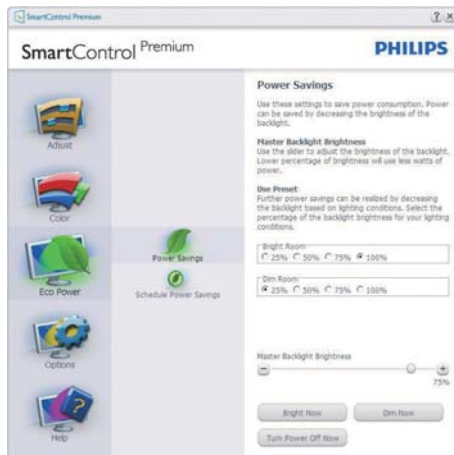 SmartControl Premium
SmartControl Premium
PHILIPS
Adjust
Color
Eco Power
Options
Help
Power Savings
Schedule Power Savings
Power Savings
Use these settings to save power consumption. Power
can be saved by decreasing the brightness of the
backlight.
Master Backlight Brightness
Use the slider to adjust the brightness of the backlight.
Lower percentage of brightness will use less watts of
power.
Use Preset
Further power savings can be realized by decreasing
the backlight based on lighting conditions. Select the
percentage of the backlight brightness for your lighting
conditions.
Bright Room
25% 50% 75% 100%
Dim Room
25% 50% 75% 100%
Master Backlight Brightness
75%
Bright Now Dim Now
Turn Power Off Now